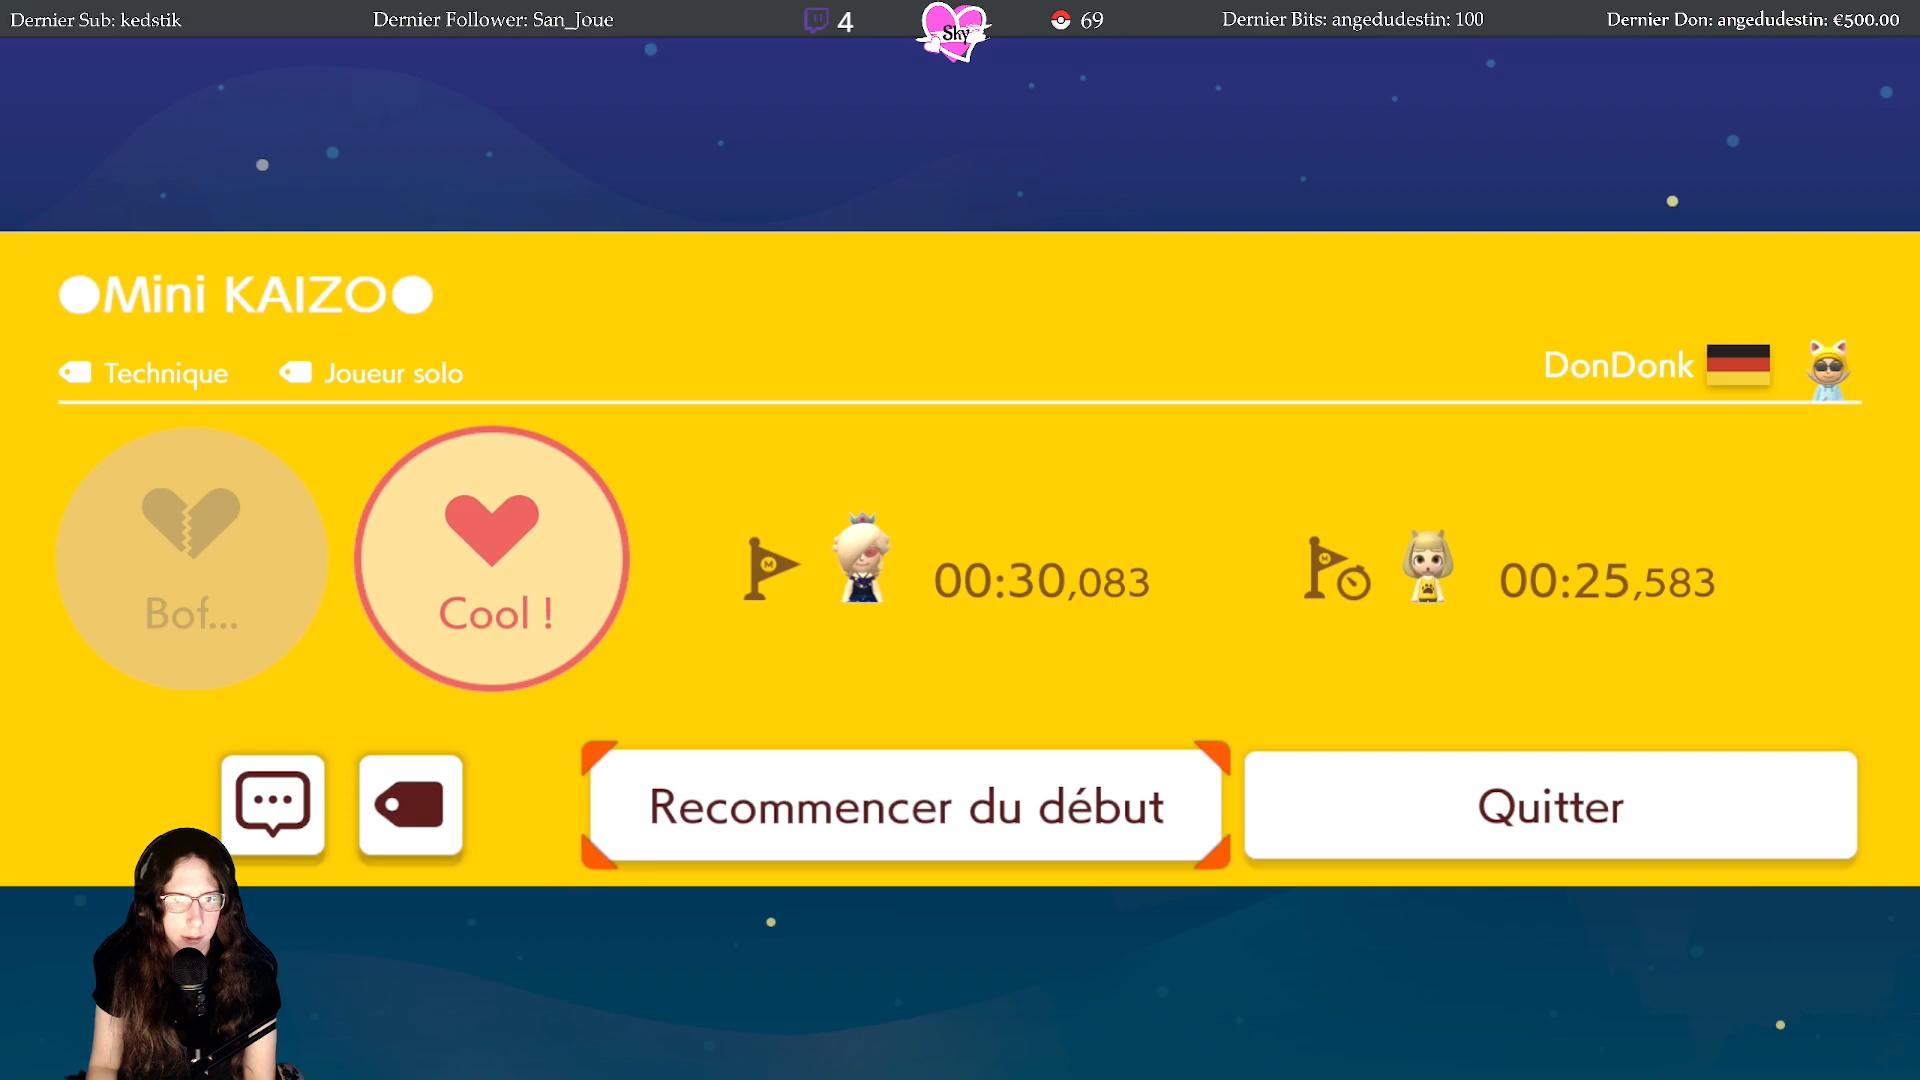 Dernier Sub: kedstik
Dernier Follower: San_Joue
4
Sky
69
Dernier Bits: angedudestin: 100
Dernier Don: angedudestin: €500.00
●Mini KAIZO●
Technique
Joueur solo
DonDonk
Bof...
Cool !
M
00:30,083
M
00:25,583
Recommencer du début
Quitter